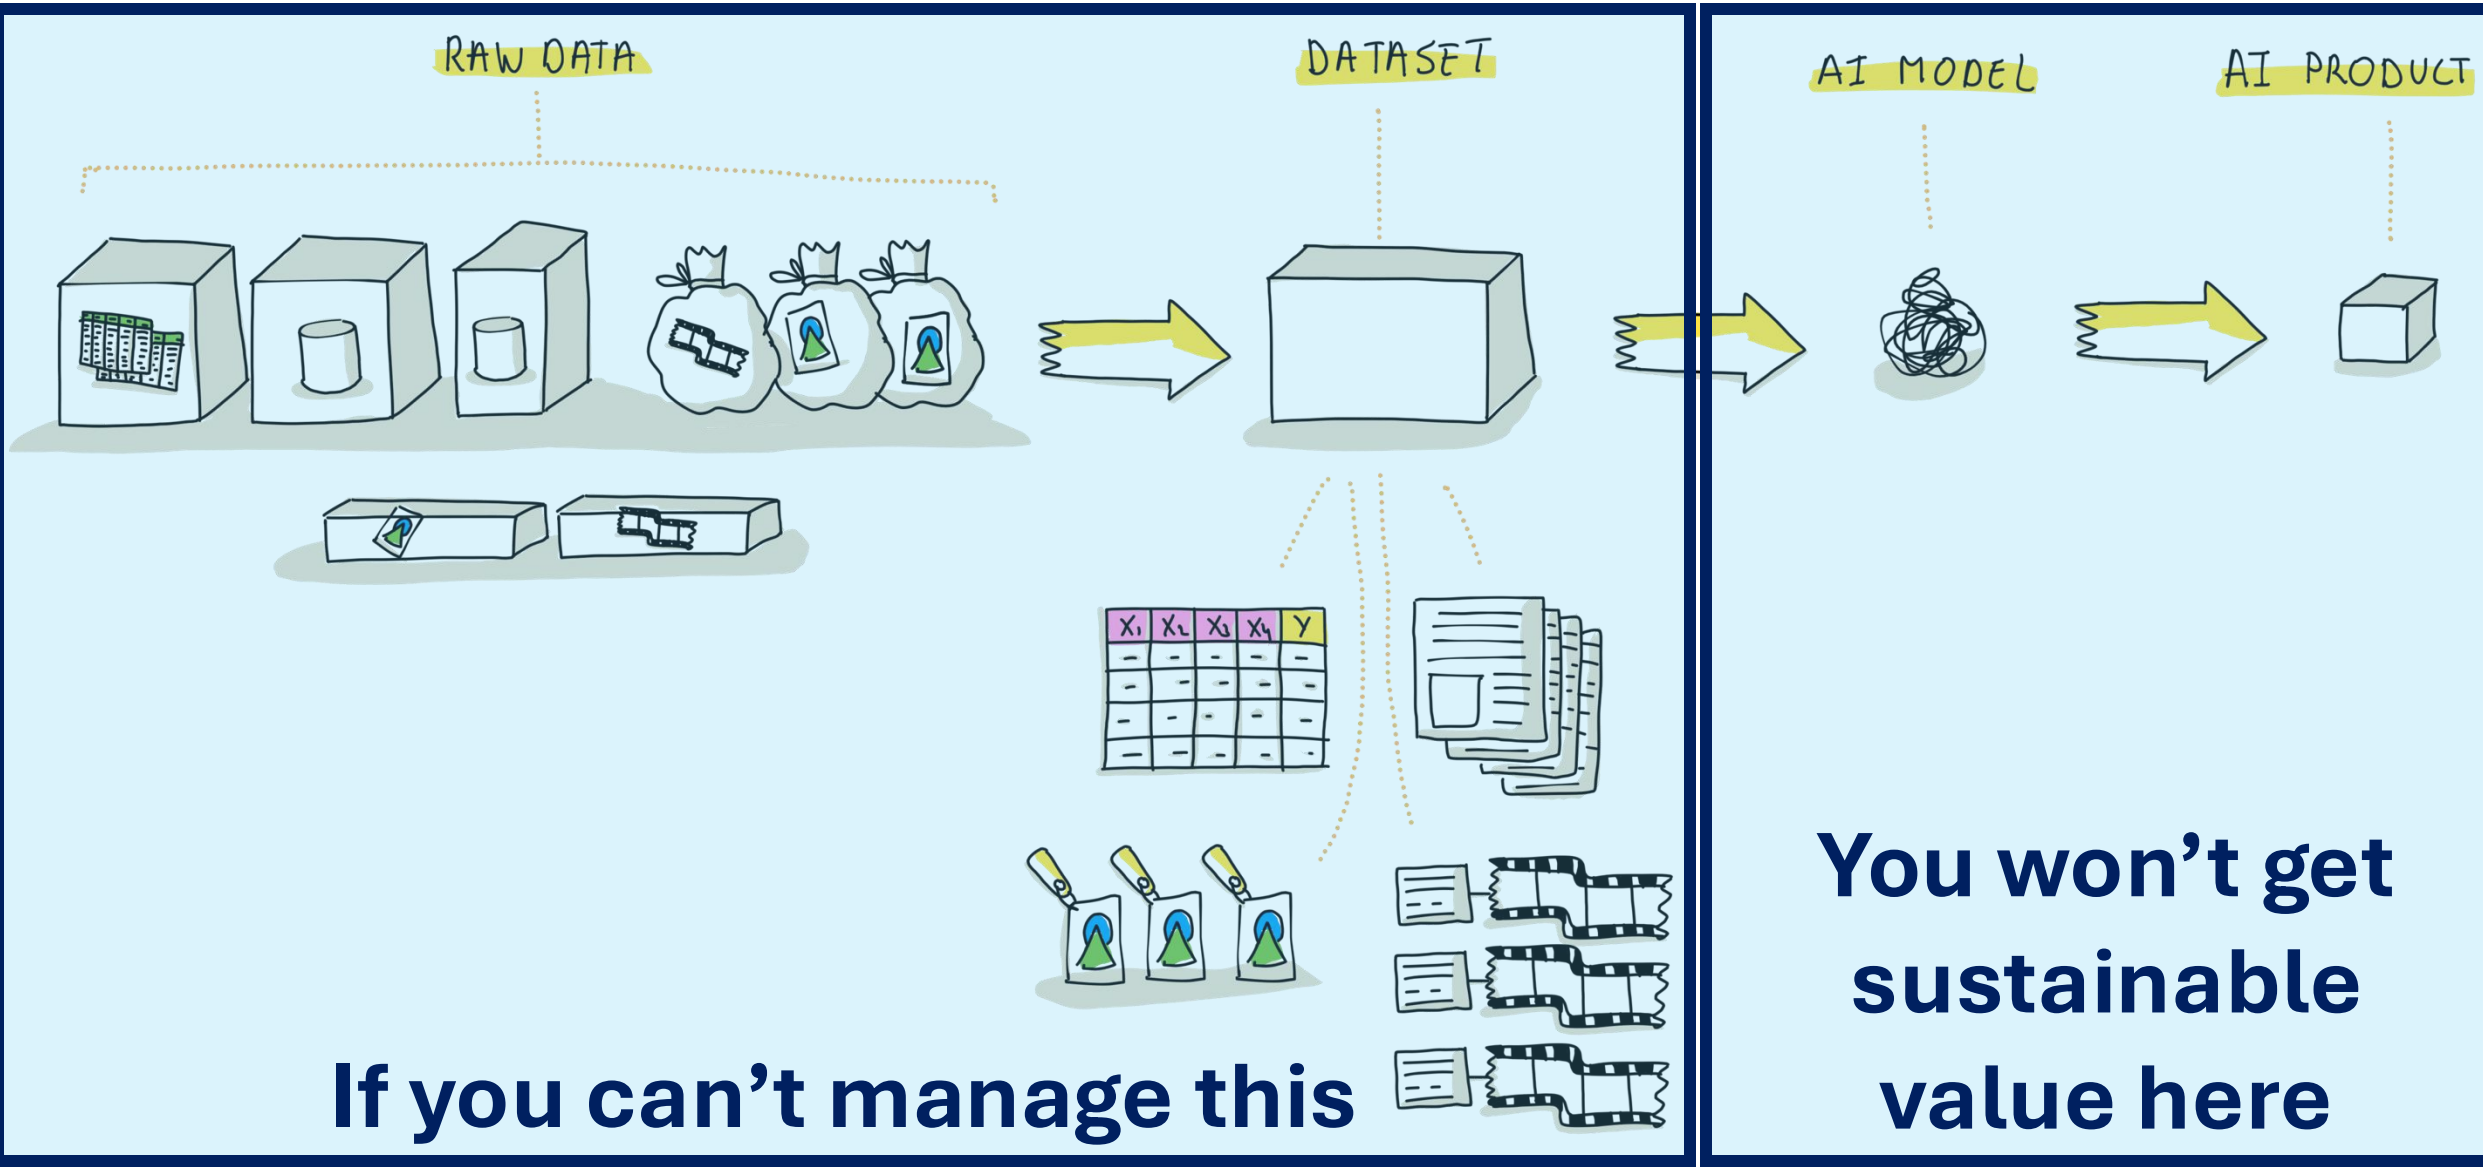 RAW DATA
DATASET
AI MODEL
AI PRODUCT
X₁ X₂ X₃ X₄ Y
If you can’t manage this
You won’t get
sustainable
value here